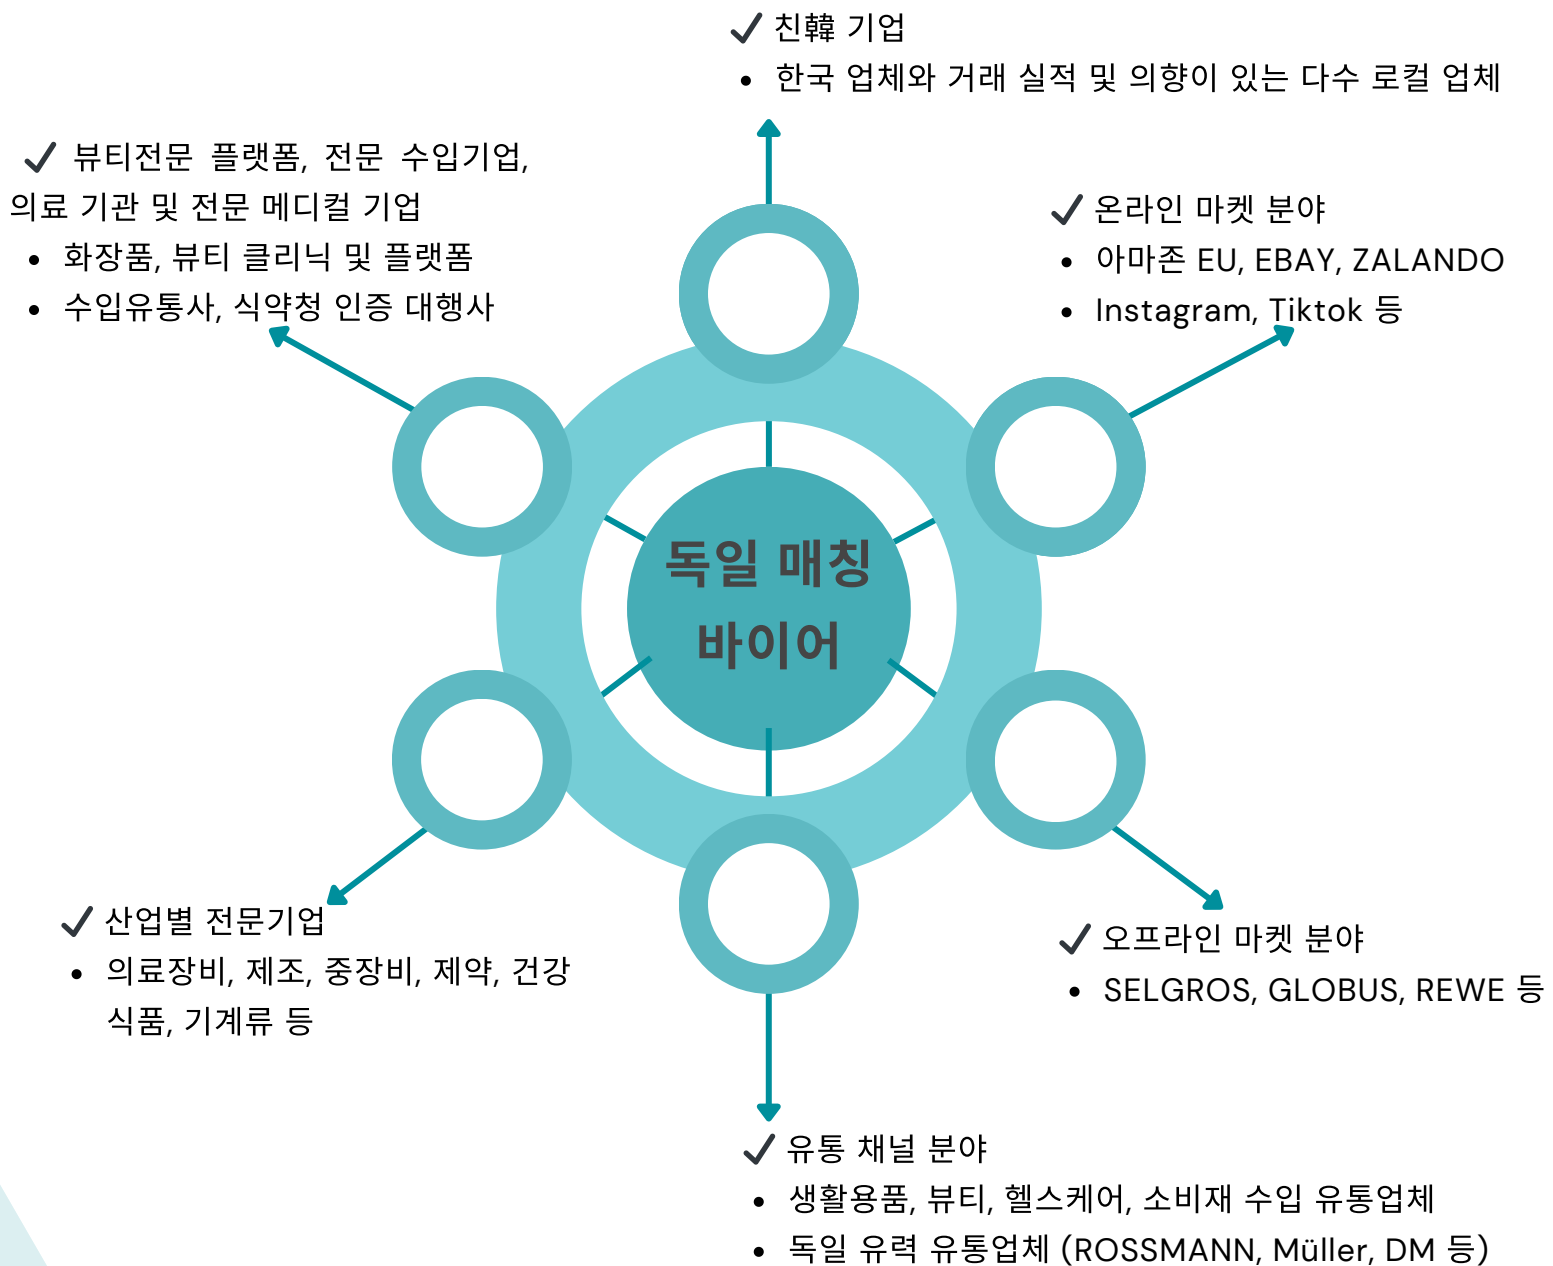 ✓ 친韓 기업
• 한국 업체와 거래 실적 및 의향이 있는 다수 로컬 업체
✓ 뷰티전문 플랫폼, 전문 수입기업,
의료 기관 및 전문 메디컬 기업
• 화장품, 뷰티 클리닉 및 플랫폼
• 수입유통사, 식약청 인증 대행사
✓ 온라인 마켓 분야
• 아마존 EU, EBAY, ZALANDO
• Instagram, Tiktok 등
독일 매칭
바이어
✓ 산업별 전문기업
• 의료장비, 제조, 중장비, 제약, 건강
식품, 기계류 등
✓ 오프라인 마켓 분야
• SELGROS, GLOBUS, REWE 등
✓ 유통 채널 분야
• 생활용품, 뷰티, 헬스케어, 소비재 수입 유통업체
• 독일 유력 유통업체 (ROSSMANN, Müller, DM 등)